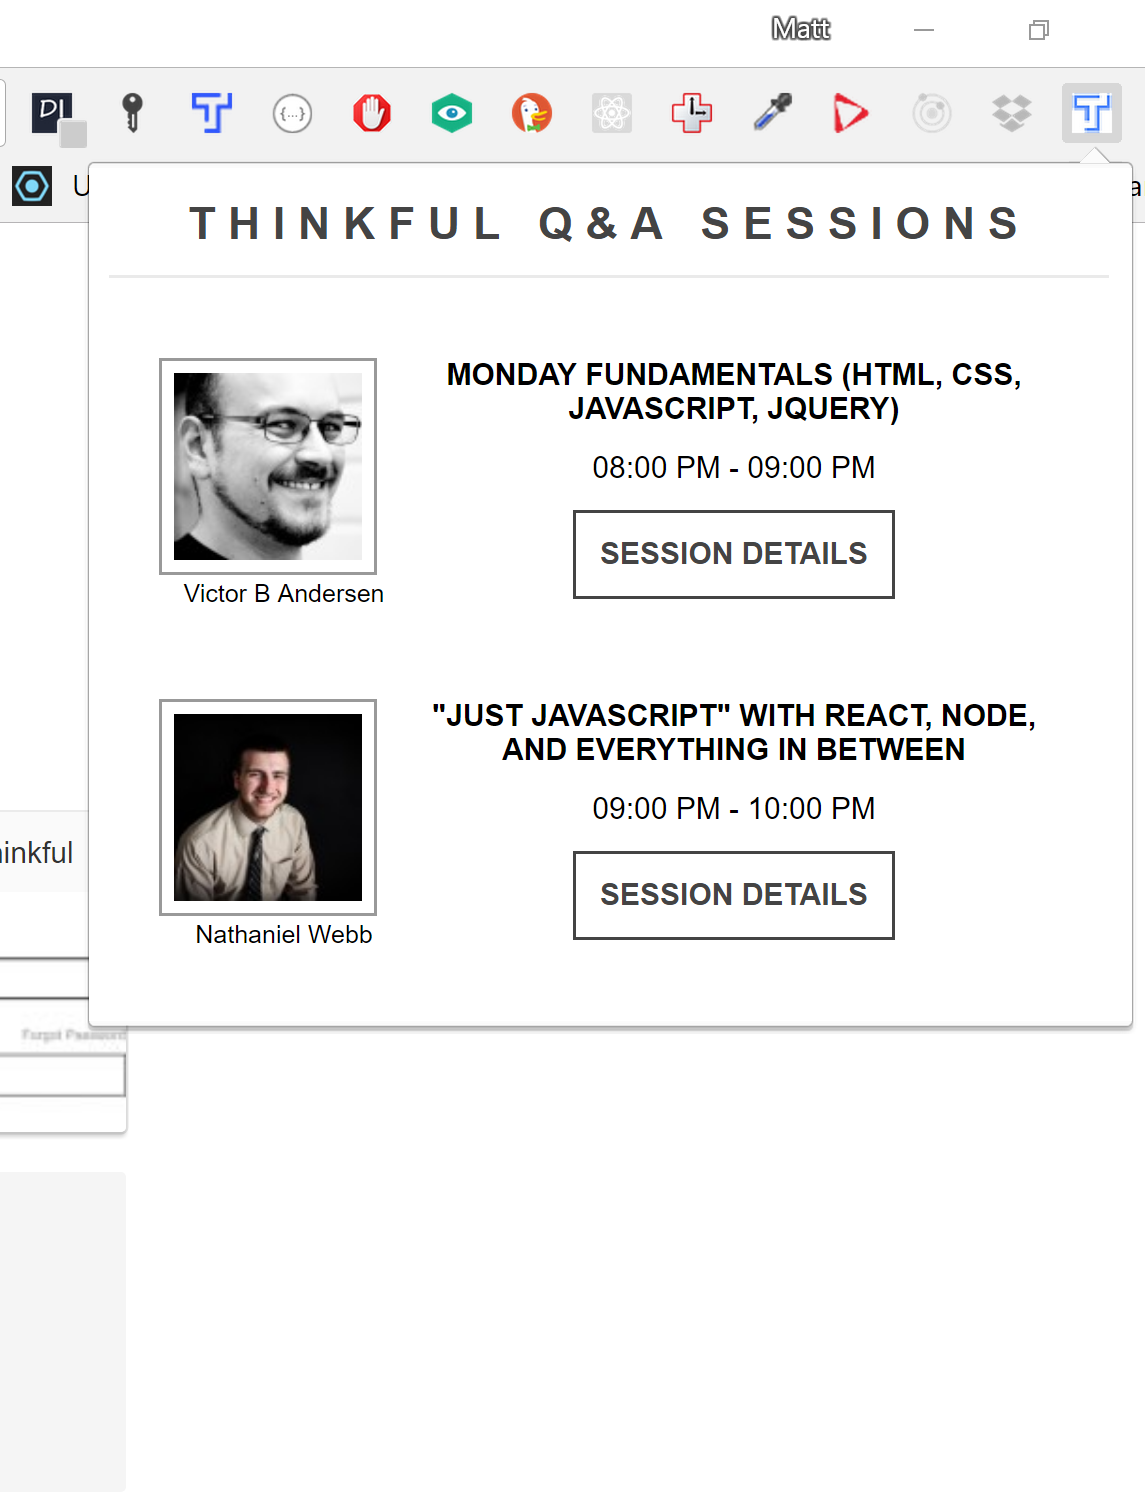 Matt
DI
{...}
U
a
THINKFUL Q&A SESSIONS
MONDAY FUNDAMENTALS (HTML, CSS,
JAVASCRIPT, JQUERY)
08:00 PM - 09:00 PM
SESSION DETAILS
Victor B Andersen
"JUST JAVASCRIPT" WITH REACT, NODE,
AND EVERYTHING IN BETWEEN
09:00 PM - 10:00 PM
SESSION DETAILS
Nathaniel Webb
inkful
Forgot Password